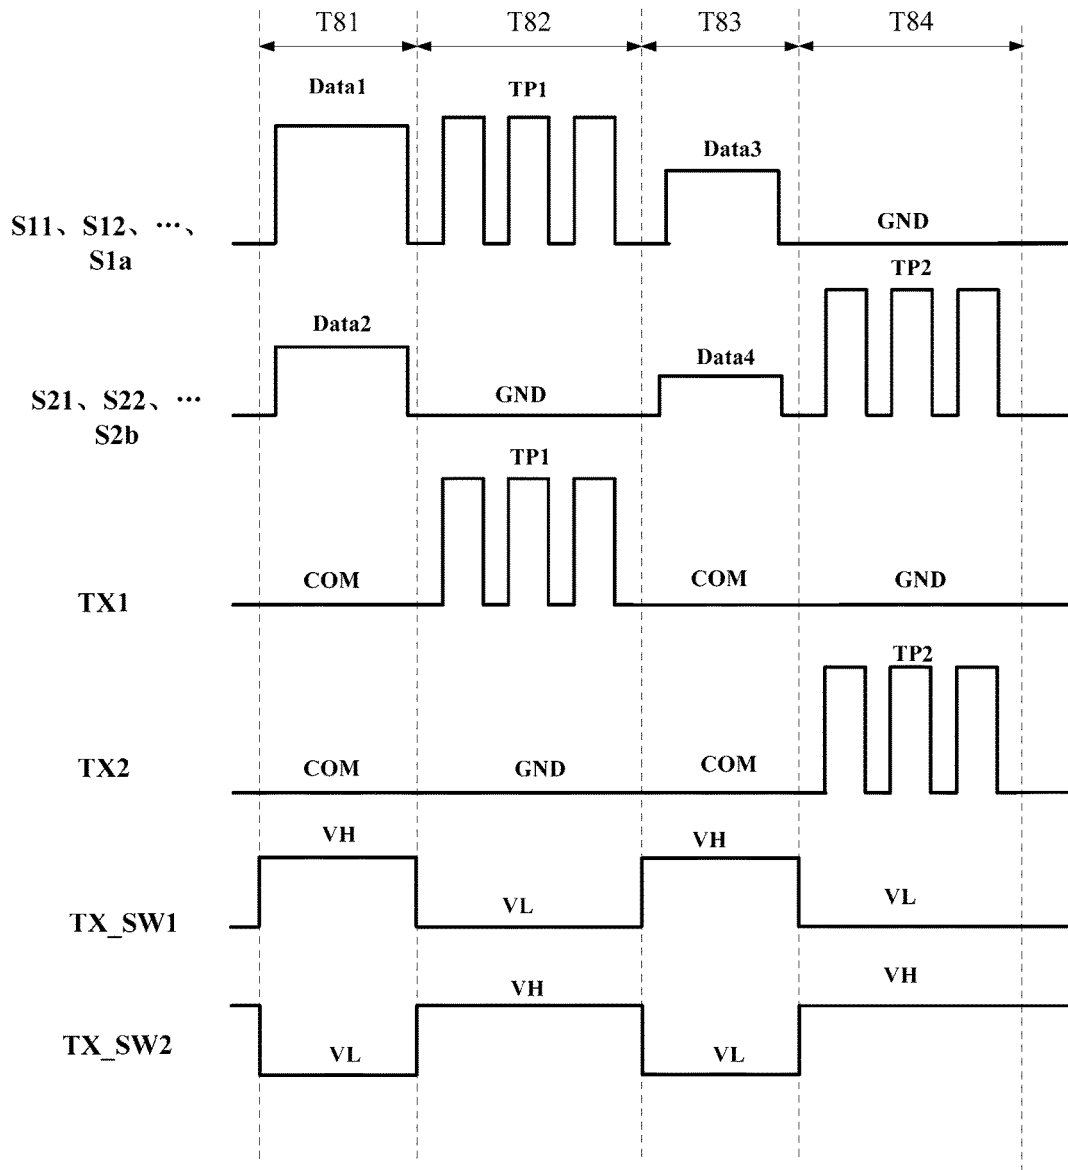 T81 T82 T83 T84
Data1 TP1 Data3
S11、S12、…、
S1a
GND
TP2
Data2 Data4
S21、S22、…
S2b
GND
TP1
TX1 COM COM GND
TP2
TX2 COM GND COM
VH VH
TX_SW1 VL VL
VH VH
TX_SW2 VL VL